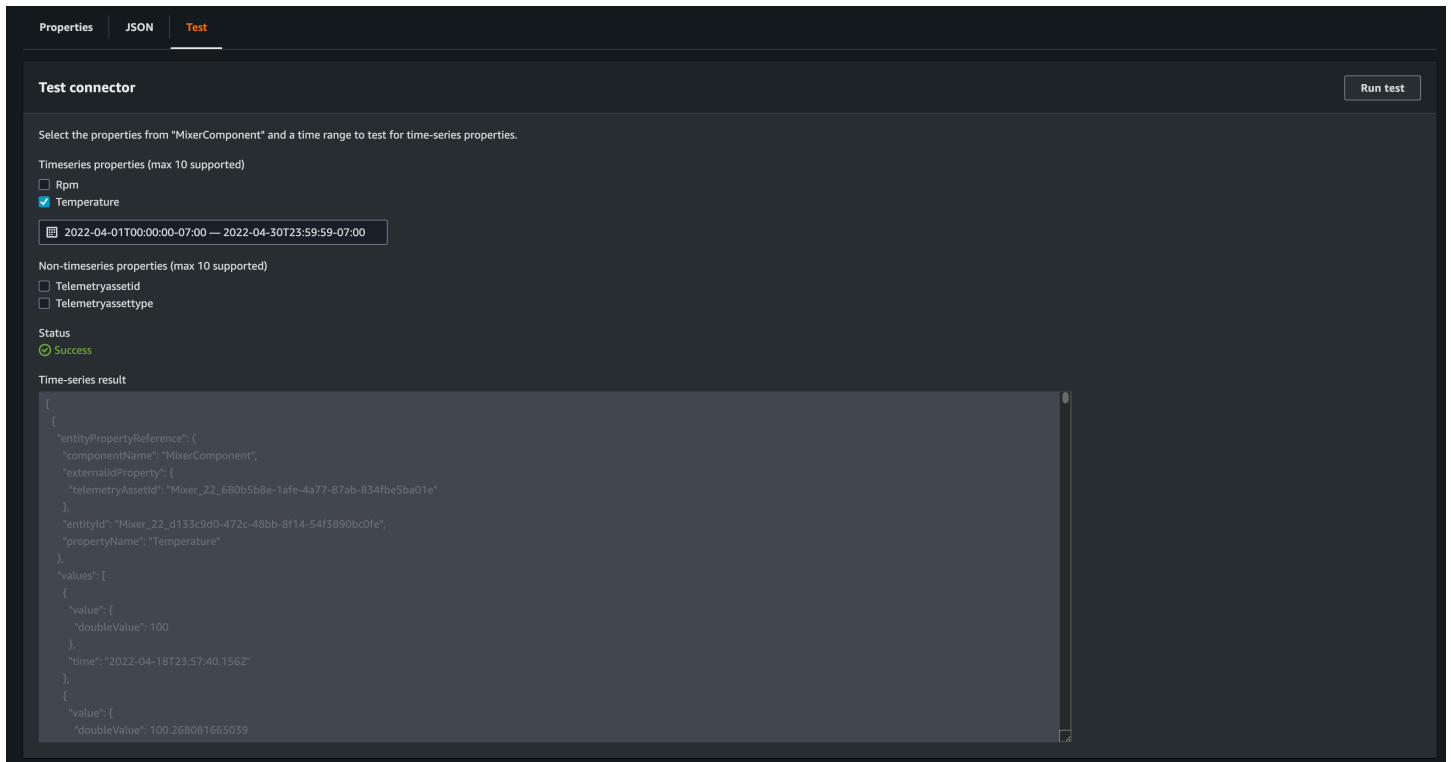 Properties JSON Test
Test connector
Run test
Select the properties from "MixerComponent" and a time range to test for time-series properties.
Timeseries properties (max 10 supported)
Rpm
Temperature
2022-04-01T00:00:00-07:00 — 2022-04-30T23:59:59-07:00
Non-timeseries properties (max 10 supported)
Telemetryassetid
Telemetryassettype
Status
Success
Time-series result
[
{
"entityPropertyReference": {
"componentName": "MixerComponent",
"externalIdProperty": {
"telemetryAssetId": "Mixer_22_680b5b8e-1afe-4a77-87ab-834fbe5ba01e"
},
"entityId": "Mixer_22_d133c9d0-472c-48bb-8f14-54f3890bc0fe",
"propertyName": "Temperature"
},
"values": [
{
"value": {
"doubleValue": 100
},
"time": "2022-04-18T23:57:40.156Z"
},
{
"value": {
"doubleValue": 100.268081665039